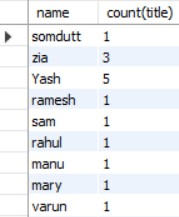 name count(title)
somdutt 1
zia 3
Yash 5
ramesh 1
sam 1
rahul 1
manu 1
mary 1
varun 1